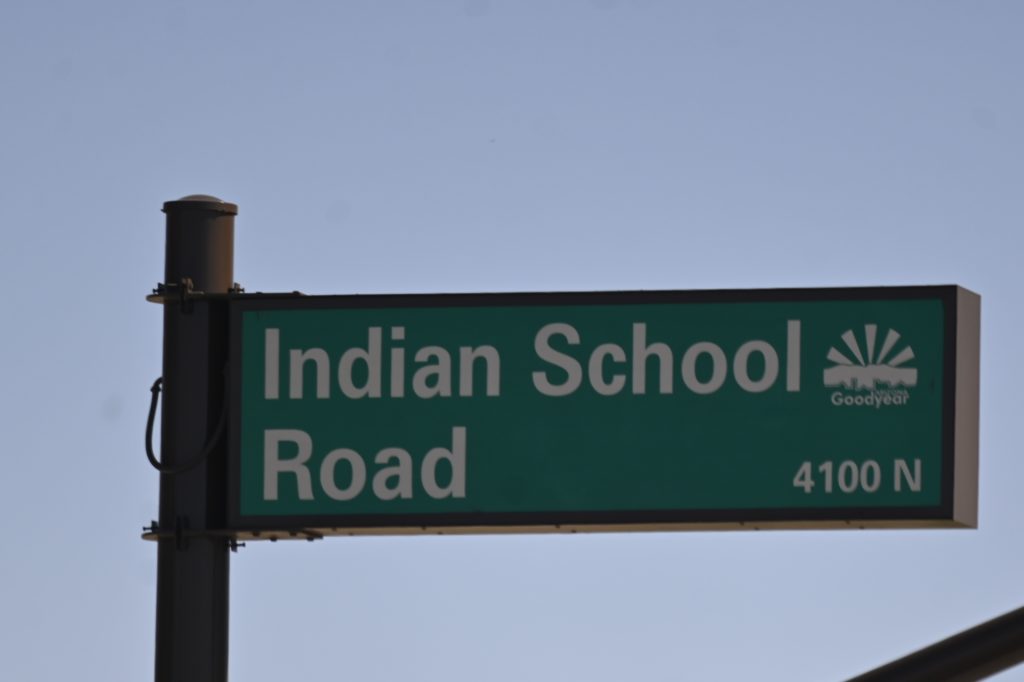 Indian School
Road
Goodyear
4100 N